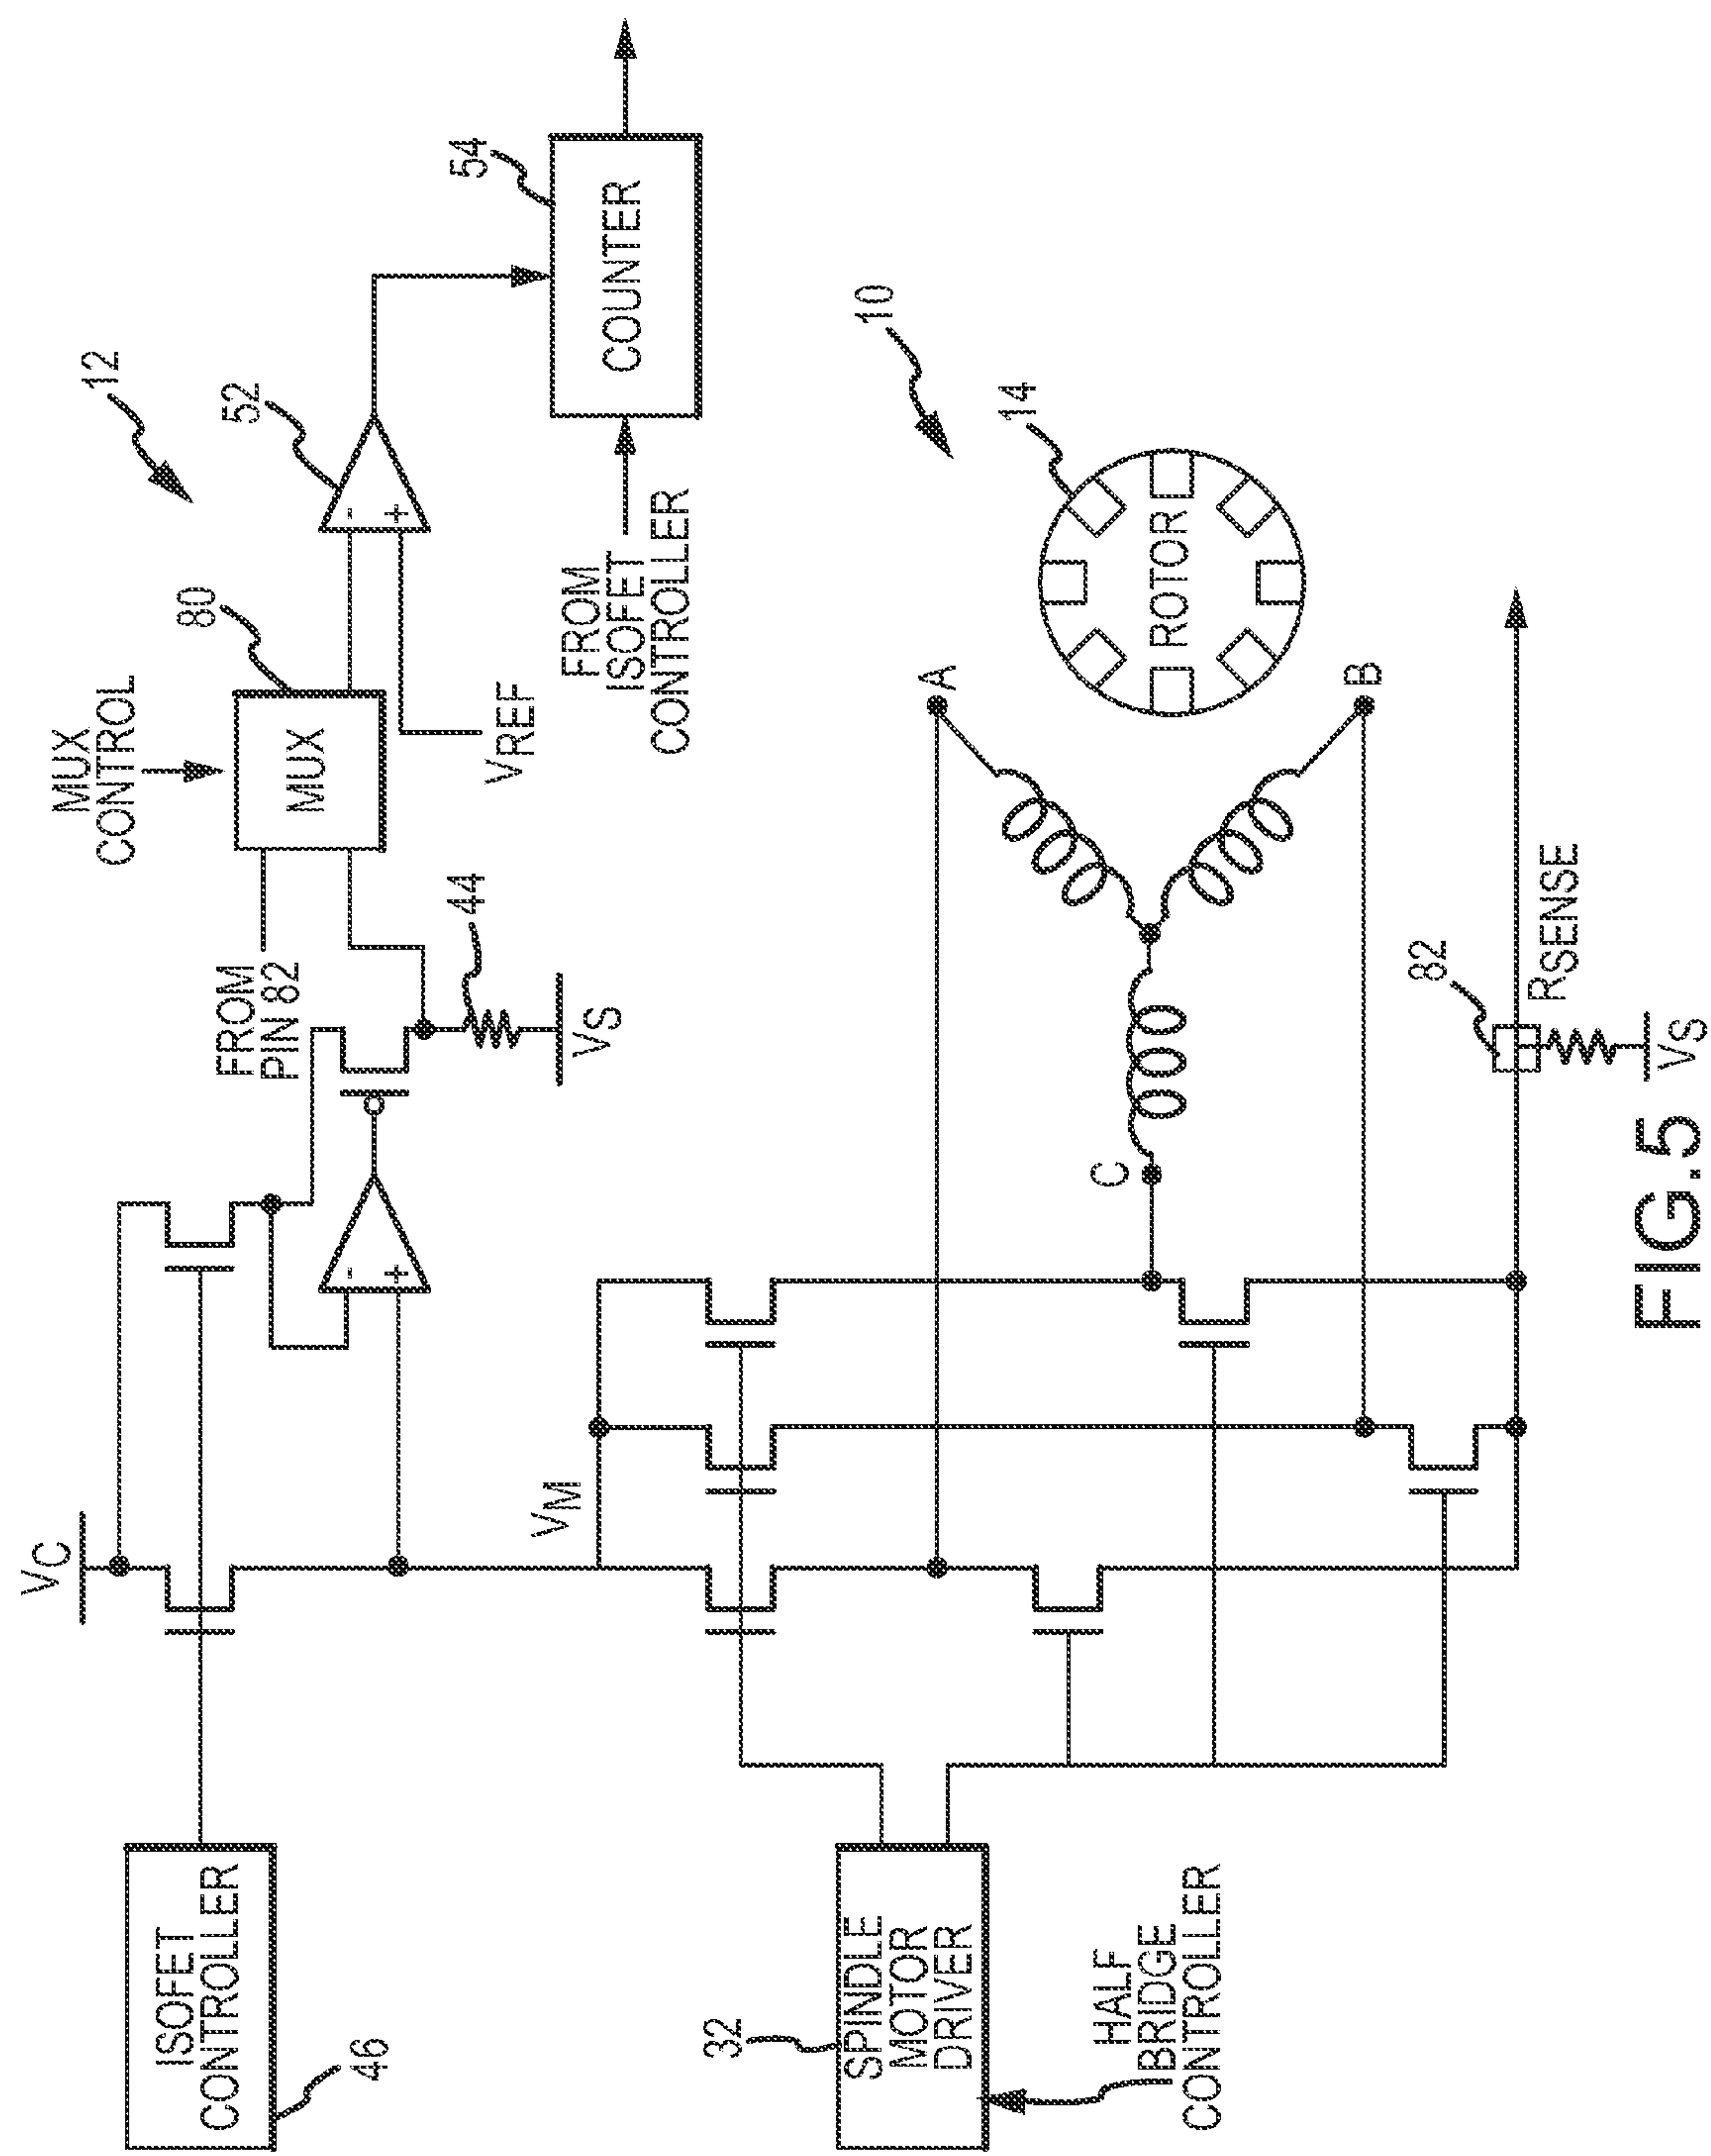 12
MUX
CONTROL
80
52
54
MUX
-
+
COUNTER
FROM
PIN 82
VREF
FROM
ISOFET
CONTROLLER
44
VS
VC
-
+
ISOFET
CONTROLLER
46
VM
10
14
ROTOR
A
B
C
32
SPINDLE
MOTOR
DRIVER
HALF
BRIDGE
CONTROLLER
82
RSENSE
VS
FIG.5